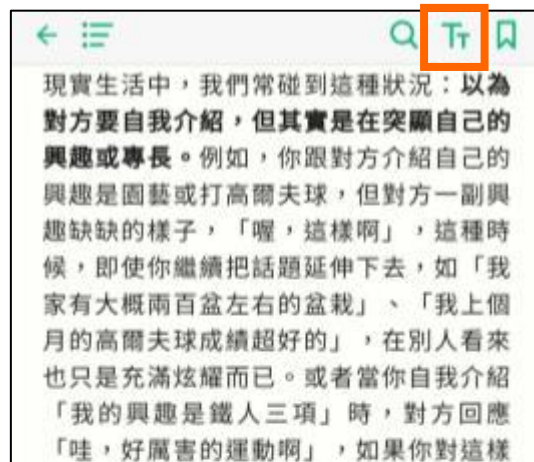 Tт
現實生活中，我們常碰到這種狀況：以為
對方要自我介紹，但其實是在突顯自己的
興趣或專長。例如，你跟對方介紹自己的
興趣是園藝或打高爾夫球，但對方一副興
趣缺缺的樣子，「喔，這樣啊」，這種時
候，即使你繼續把話題延伸下去，如「我
家有大概兩百盆左右的盆栽」、「我上個
月的高爾夫球成績超好的」，在別人看來
也只是充滿炫耀而已。或者當你自我介紹
「我的興趣是鐵人三項」時，對方回應
「哇，好厲害的運動啊」，如果你對這樣